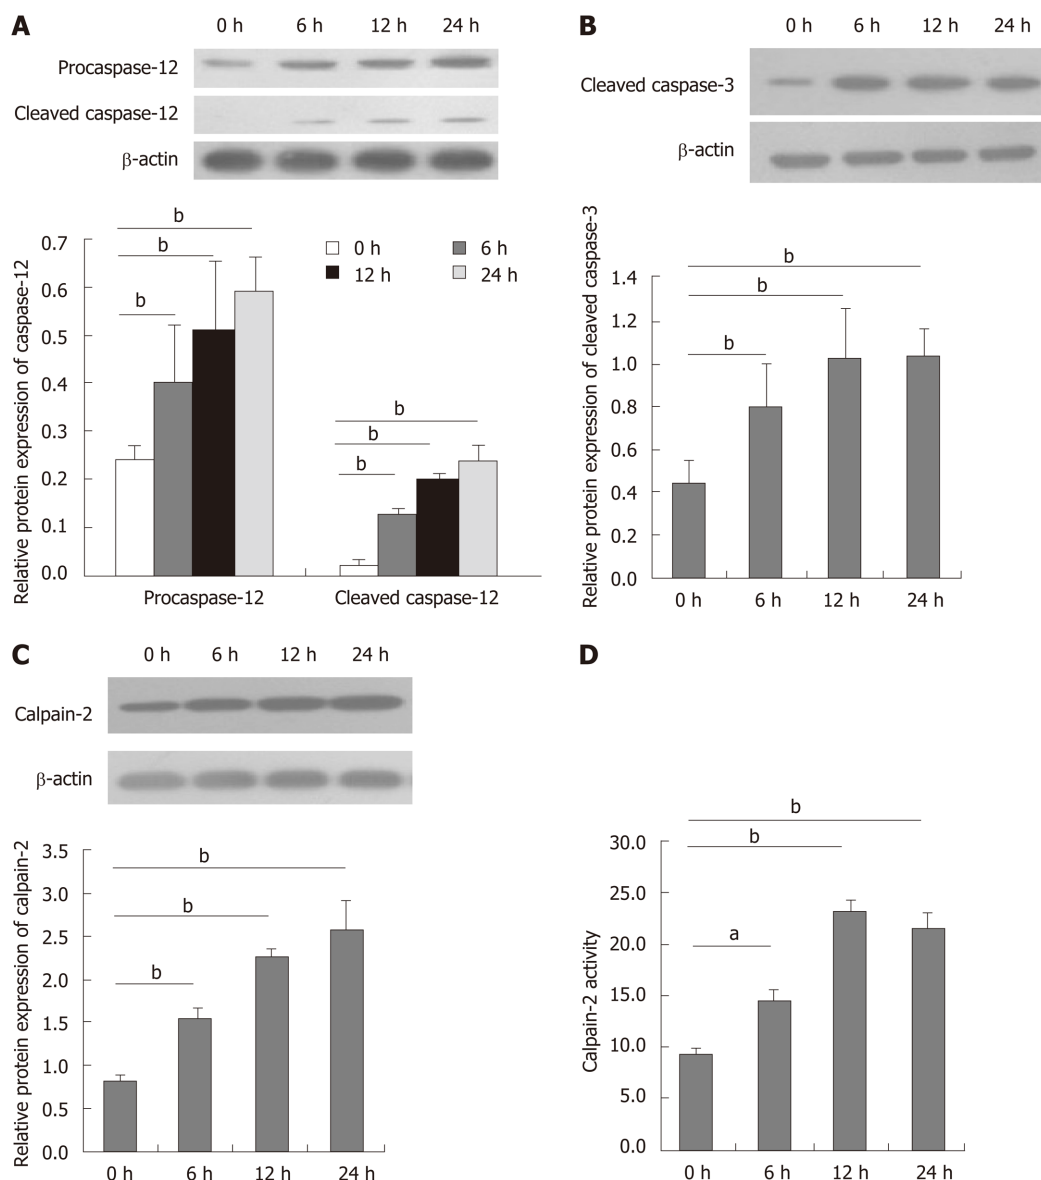 A
0 h 6 h 12 h 24 h
Procaspase-12
Cleaved caspase-12
β-actin
Relative protein expression of caspase-12
0.7
0.6
0.5
0.4
0.3
0.2
0.1
0.0
b
b
b
b
b
b
0 h 6 h
12 h 24 h
Procaspase-12 Cleaved caspase-12
B
0 h 6 h 12 h 24 h
Cleaved caspase-3
β-actin
Relative protein expression of cleaved caspase-3
1.4
1.2
1.0
0.8
0.6
0.4
0.2
0.0
b
b
b
0 h 6 h 12 h 24 h
C
0 h 6 h 12 h 24 h
Calpain-2
β-actin
Relative protein expression of calpain-2
3.5
3.0
2.5
2.0
1.5
1.0
0.5
0.0
b
b
b
0 h 6 h 12 h 24 h
D
Calpain-2 activity
30.0
25.0
20.0
15.0
10.0
5.0
0.0
b
b
a
0 h 6 h 12 h 24 h